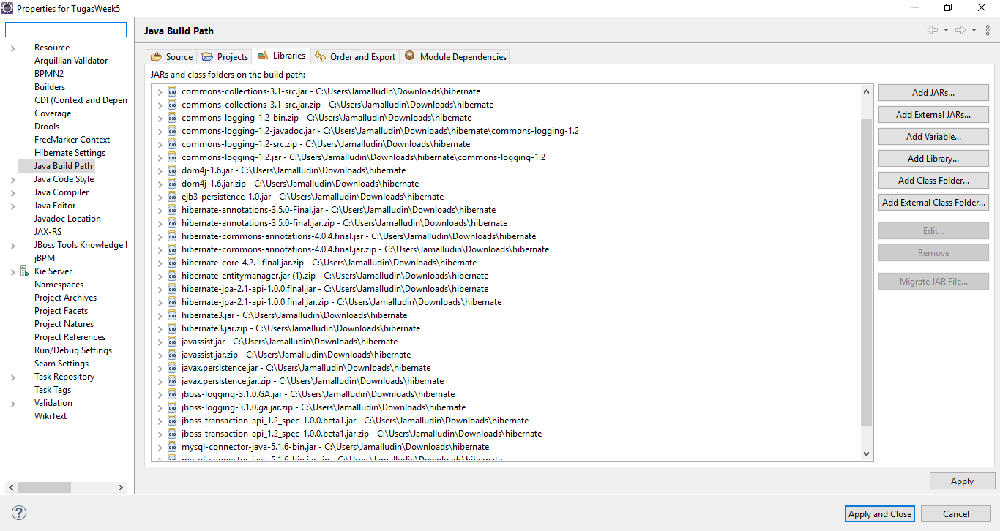 Properties for TugasWeek5
Resource
Arquillian Validator
BPMN2
Builders
CDI (Context and Depen
Coverage
Drools
FreeMarker Context
Hibernate Settings
Java Build Path
Java Code Style
Java Compiler
Java Editor
Javadoc Location
JAX-RS
JBoss Tools Knowledge
jBPM
Kie Server
Namespaces
Project Archives
Project Facets
Project Natures
Project References
Run/Debug Settings
Seam Settings
Task Repository
Task Tags
Validation
WikiText
Java Build Path
Source Projects Libraries Order and Export Module Dependencies
JARs and class folders on the build path:
commons-collections-3.1-src.jar - C:\Users\Jamalludin\Downloads\hibernate
commons-collections-3.1-src.jar.zip - C:\Users\Jamalludin\Downloads\hibernate
commons-logging-1.2-bin.zip - C:\Users\Jamalludin\Downloads\hibernate
commons-logging-1.2-javadoc.jar - C:\Users\Jamalludin\Downloads\hibernate\commons-logging-1.2
commons-logging-1.2-src.zip - C:\Users\Jamalludin\Downloads\hibernate
commons-logging-1.2.jar - C:\Users\Jamalludin\Downloads\hibernate\commons-logging-1.2
dom4j-1.6.jar - C:\Users\Jamalludin\Downloads\hibernate
dom4j-1.6.jar.zip - C:\Users\Jamalludin\Downloads\hibernate
ejb3-persistence-1.0.jar - C:\Users\Jamalludin\Downloads\hibernate
hibernate-annotations-3.5.0-Final.jar - C:\Users\Jamalludin\Downloads\hibernate
hibernate-annotations-3.5.0-final.jar.zip - C:\Users\Jamalludin\Downloads\hibernate
hibernate-commons-annotations-4.0.4.final.jar - C:\Users\Jamalludin\Downloads\hibernate
hibernate-commons-annotations-4.0.4.final.jar.zip - C:\Users\Jamalludin\Downloads\hibernate
hibernate-core-4.2.1.final.jar.zip - C:\Users\Jamalludin\Downloads\hibernate
hibernate-entitymanager.jar (1).zip - C:\Users\Jamalludin\Downloads\hibernate
hibernate-jpa-2.1-api-1.0.0.final.jar - C:\Users\Jamalludin\Downloads\hibernate
hibernate-jpa-2.1-api-1.0.0.final.jar.zip - C:\Users\Jamalludin\Downloads\hibernate
hibernate3.jar - C:\Users\Jamalludin\Downloads\hibernate
hibernate3.jar.zip - C:\Users\Jamalludin\Downloads\hibernate
javassist.jar - C:\Users\Jamalludin\Downloads\hibernate
javassist.jar.zip - C:\Users\Jamalludin\Downloads\hibernate
javax.persistence.jar - C:\Users\Jamalludin\Downloads\hibernate
javax.persistence.jar.zip - C:\Users\Jamalludin\Downloads\hibernate
jboss-logging-3.1.0.GA.jar - C:\Users\Jamalludin\Downloads\hibernate
jboss-logging-3.1.0.ga.jar.zip - C:\Users\Jamalludin\Downloads\hibernate
jboss-transaction-api_1.2_spec-1.0.0.beta1.jar - C:\Users\Jamalludin\Downloads\hibernate
jboss-transaction-api_1.2_spec-1.0.0.beta1.jar.zip - C:\Users\Jamalludin\Downloads\hibernate
mysql-connector-java-5.1.6-bin.jar - C:\Users\Jamalludin\Downloads\hibernate
mysql-connector-java-5.1.6-bin.jar.zip - C:\Users\Jamalludin\Downloads\hibernate
Add JARs...
Add External JARs...
Add Variable...
Add Library...
Add Class Folder...
Add External Class Folder...
Edit...
Remove
Migrate JAR File...
Apply
Apply and Close Cancel